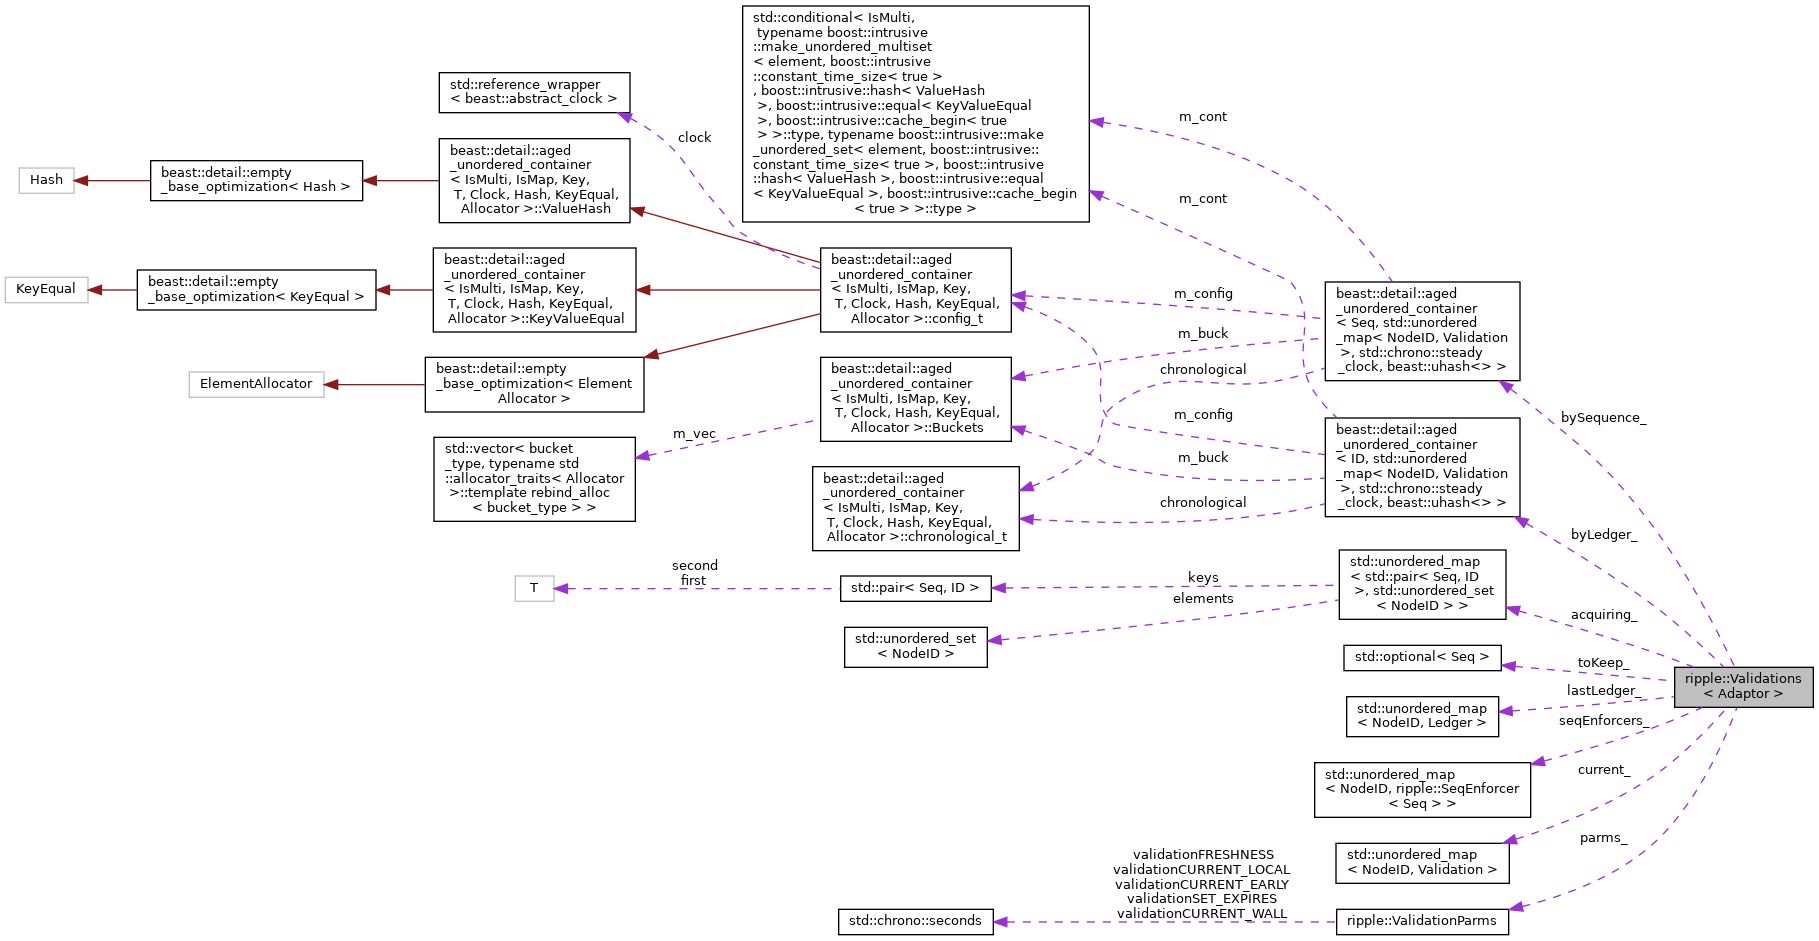 std::conditional< IsMulti,
typename boost::intrusive
::make_unordered_multiset
< element, boost::intrusive
::constant_time_size< true >
, boost::intrusive::hash< ValueHash
>, boost::intrusive::equal< KeyValueEqual
>, boost::intrusive::cache_begin< true
> >::type, typename boost::intrusive::make
_unordered_set< element, boost::intrusive::
constant_time_size< true >, boost::intrusive
::hash< ValueHash >, boost::intrusive::equal
< KeyValueEqual >, boost::intrusive::cache_begin
< true > >::type >
std::reference_wrapper
< beast::abstract_clock >
clock
m_cont
m_cont
Hash
beast::detail::empty
_base_optimization< Hash >
beast::detail::aged
_unordered_container
< IsMulti, IsMap, Key,
T, Clock, Hash, KeyEqual,
Allocator >::ValueHash
KeyEqual
beast::detail::empty
_base_optimization< KeyEqual >
beast::detail::aged
_unordered_container
< IsMulti, IsMap, Key,
T, Clock, Hash, KeyEqual,
Allocator >::KeyValueEqual
beast::detail::aged
_unordered_container
< IsMulti, IsMap, Key,
T, Clock, Hash, KeyEqual,
Allocator >::config_t
m_config
m_buck
chronological
beast::detail::aged
_unordered_container
< Seq, std::unordered
_map< NodeID, Validation
>, std::chrono::steady
_clock, beast::uhash<> >
ElementAllocator
beast::detail::empty
_base_optimization< Element
Allocator >
beast::detail::aged
_unordered_container
< IsMulti, IsMap, Key,
T, Clock, Hash, KeyEqual,
Allocator >::Buckets
m_vec
std::vector< bucket
_type, typename std
::allocator_traits< Allocator
>::template rebind_alloc
< bucket_type > >
m_config
m_buck
chronological
beast::detail::aged
_unordered_container
< ID, std::unordered
_map< NodeID, Validation
>, std::chrono::steady
_clock, beast::uhash<> >
bySequence_
byLedger_
beast::detail::aged
_unordered_container
< IsMulti, IsMap, Key,
T, Clock, Hash, KeyEqual,
Allocator >::chronological_t
T
second
first
std::pair< Seq, ID >
keys
elements
std::unordered_map
< std::pair< Seq, ID
>, std::unordered_set
< NodeID > >
acquiring_
std::unordered_set
< NodeID >
std::optional< Seq >
toKeep_
ripple::Validations
< Adaptor >
lastLedger_
std::unordered_map
< NodeID, Ledger >
seqEnforcers_
std::unordered_map
< NodeID, ripple::SeqEnforcer
< Seq > >
current_
std::unordered_map
< NodeID, Validation >
parms_
validationFRESHNESS
validationCURRENT_LOCAL
validationCURRENT_EARLY
validationSET_EXPIRES
validationCURRENT_WALL
std::chrono::seconds
ripple::ValidationParms